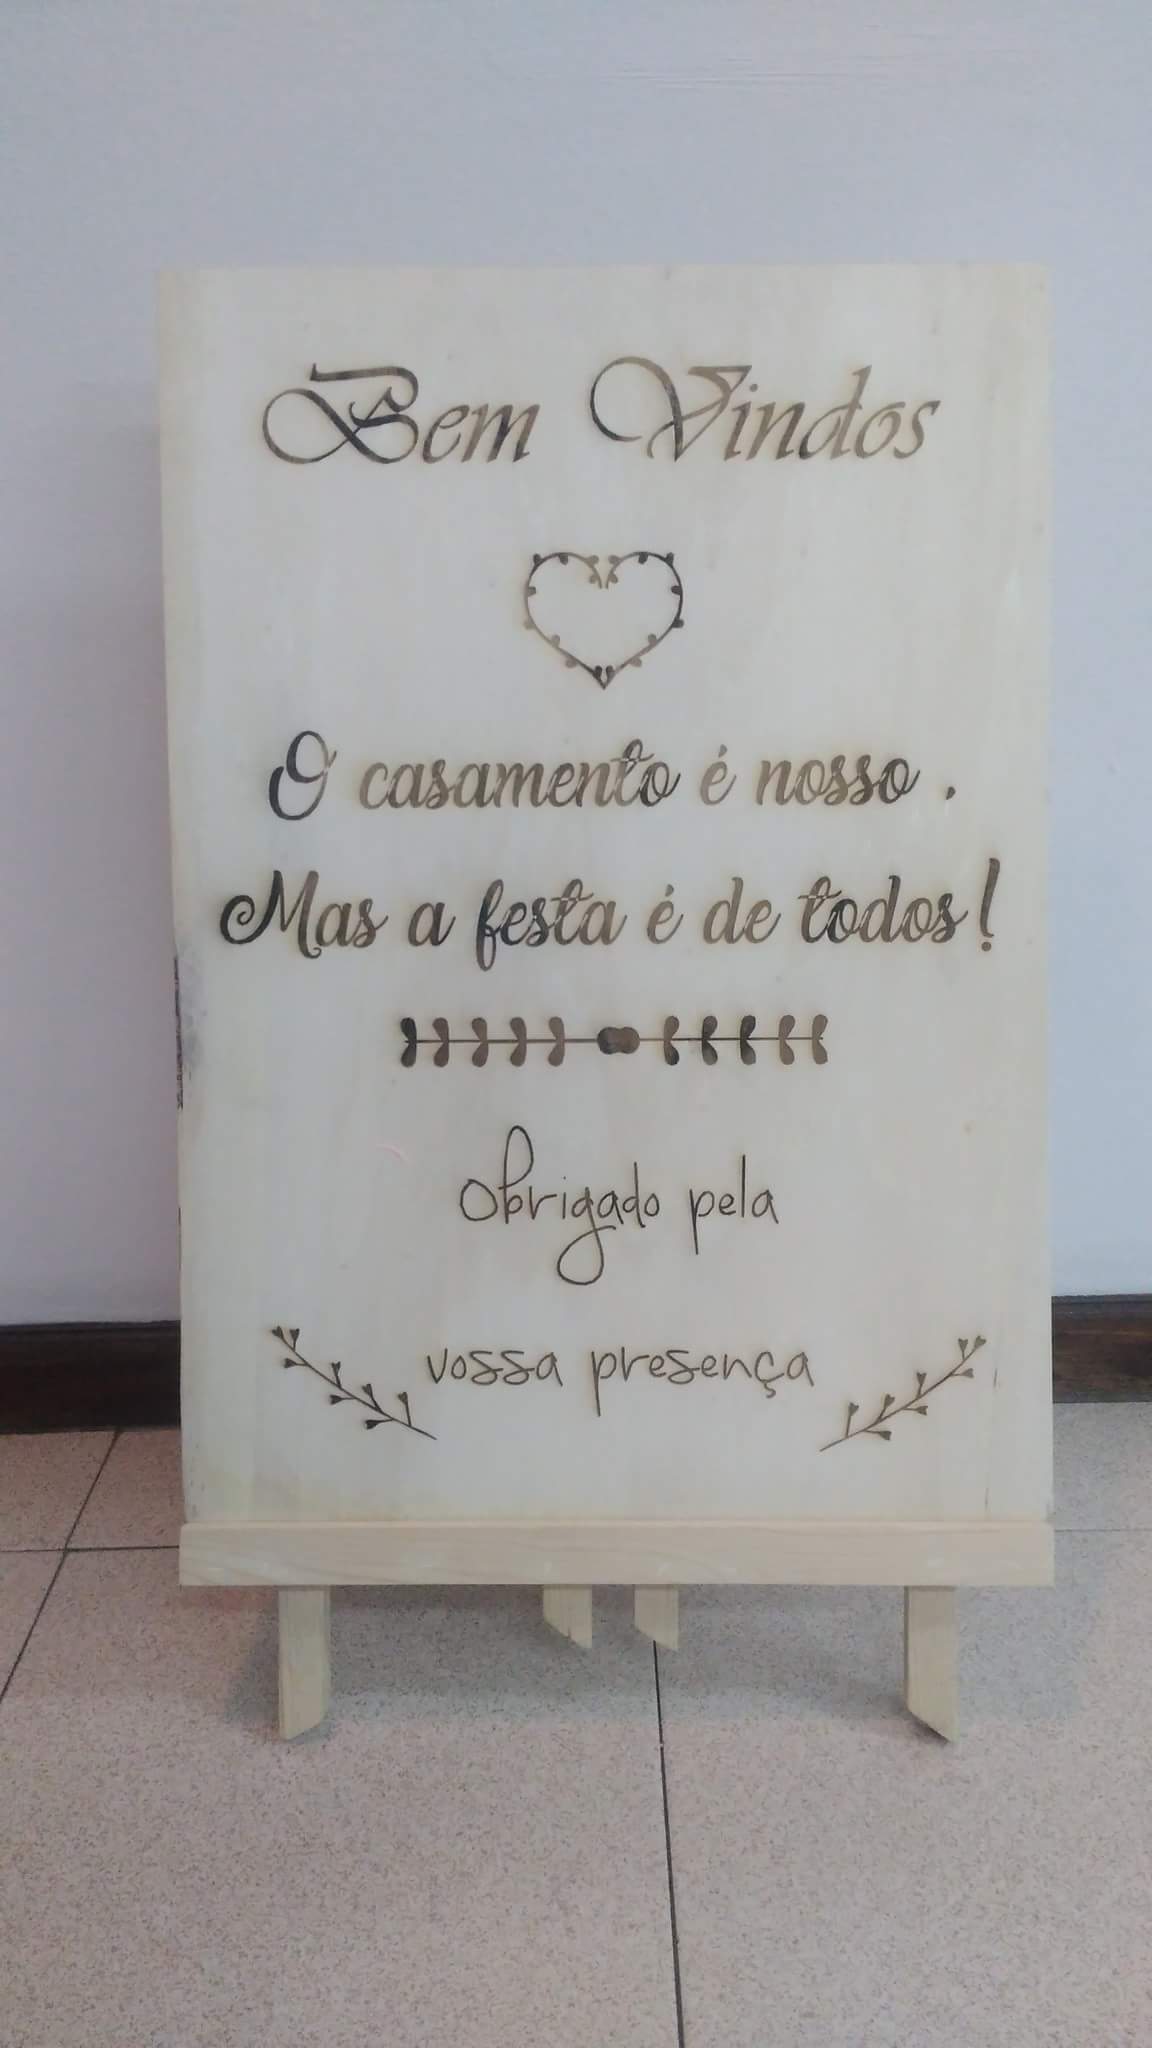 Bem Vindos
O casamento é nosso .
Mas a festa é de todos!
Obrigado pela
vossa presença